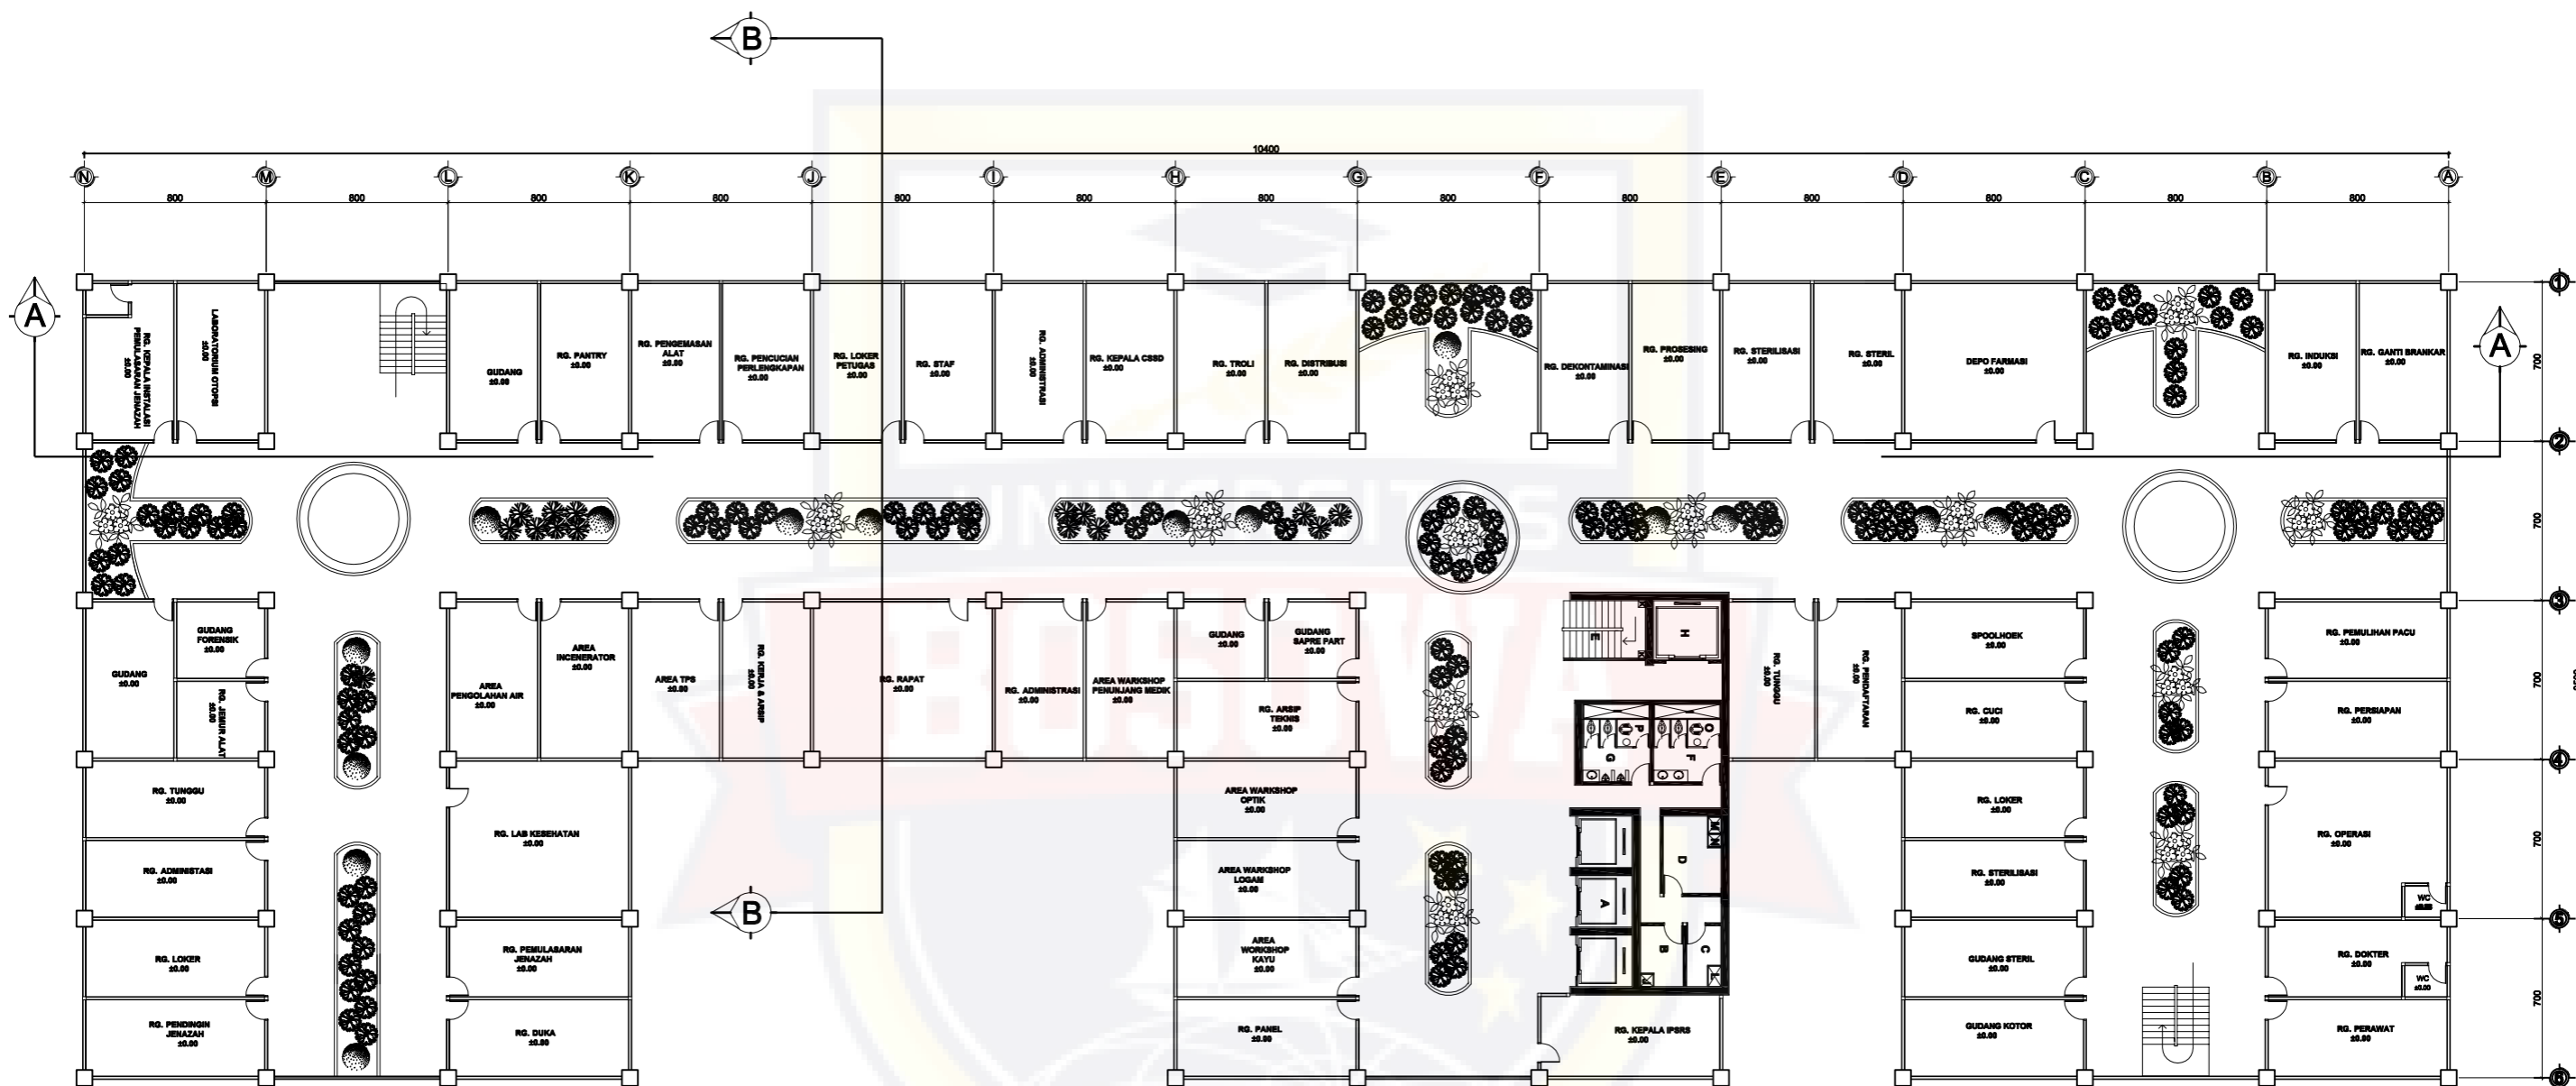 B
10400
N
M
L
K
J
I
H
G
F
E
D
C
B
A
800
800
800
800
800
800
800
800
800
800
800
800
800
A
A
1
2
3
4
5
6
700
700
700
700
700
RG. KEPALA INSTALASI
PEMULASARAN JENAZAH
±0.00
LABORATORIUM OTOPSI
±0.00
GUDANG
±0.00
RG. PANTRY
±0.00
RG. PENGEMASAN
ALAT
±0.00
RG. PENCUCIAN
PERLENGKAPAN
±0.00
RG. LOKER
PETUGAS
±0.00
RG. STAF
±0.00
RG. ADMINISTRASI
±0.00
RG. KEPALA CSSD
±0.00
RG. TROLI
±0.00
RG. DISTRIBUSI
±0.00
RG. DEKONTAMINASI
±0.00
RG. PROSESING
±0.00
RG. STERILISASI
±0.00
RG. STERIL
±0.00
DEPO FARMASI
±0.00
RG. INDUKSI
±0.00
RG. GANTI BRANKAR
±0.00
UNIVERSITAS
BOSOWA
GUDANG
±0.00
GUDANG
FORENSIK
±0.00
RG. JEMUR ALAT
±0.00
AREA
PENGOLAHAN AIR
±0.00
AREA
INCENERATOR
±0.00
AREA TPS
±0.00
RG. KERJA & ARSIP
±0.00
RG. RAPAT
±0.00
RG. ADMINISTRASI
±0.00
AREA WARKSHOP
PENUNJANG MEDIK
±0.00
GUDANG
±0.00
GUDANG
SAPRE PART
±0.00
RG. ARSIP
TEKNIS
±0.00
E
H
P
G
O
F
RG. TUNGGU
±0.00
RG. PENDAFTARAN
±0.00
SPOOLHOEK
±0.00
RG. CUCI
±0.00
RG. PEMULIHAN PACU
±0.00
RG. PERSIAPAN
±0.00
RG. TUNGGU
±0.00
RG. ADMINISTASI
±0.00
RG. LAB KESEHATAN
±0.00
AREA WARKSHOP
OPTIK
±0.00
AREA WARKSHOP
LOGAM
±0.00
M
N
D
A
RG. LOKER
±0.00
RG. STERILISASI
±0.00
RG. OPERASI
±0.00
WC
B
RG. LOKER
±0.00
RG. PEMULASARAN
JENAZAH
±0.00
AREA
WORKSHOP
KAYU
±0.00
B
C
L
GUDANG STERIL
±0.00
RG. DOKTER
±0.00
WC
±0.00
RG. PENDINGIN
JENAZAH
±0.00
RG. DUKA
±0.00
RG. PANEL
±0.00
RG. KEPALA IPSRS
±0.00
GUDANG KOTOR
±0.00
RG. PERAWAT
±0.00